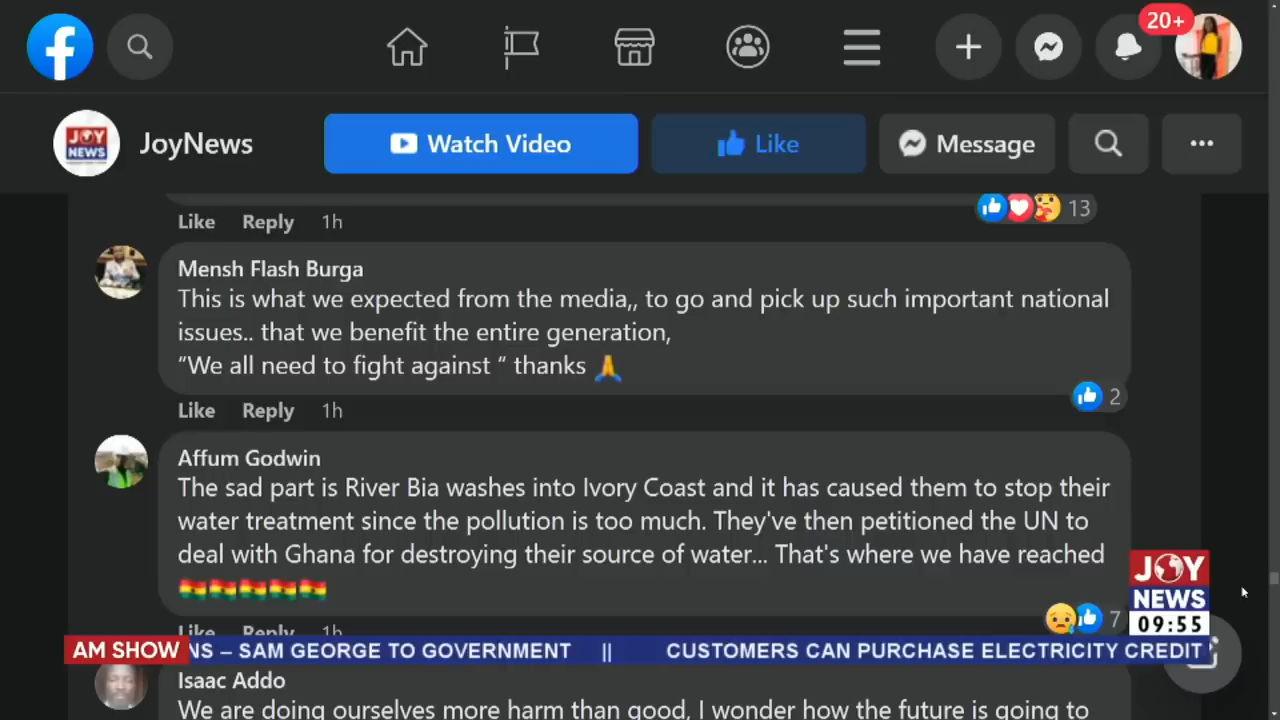 20+
JOY NEWS
JoyNews
Watch Video
Like
Message
Like Reply 1h
13
Mensh Flash Burga
This is what we expected from the media,, to go and pick up such important national
issues.. that we benefit the entire generation,
“We all need to fight against “ thanks 🙏
2
Like Reply 1h
Affum Godwin
The sad part is River Bia washes into Ivory Coast and it has caused them to stop their
water treatment since the pollution is too much. They've then petitioned the UN to
deal with Ghana for destroying their source of water... That's where we have reached
🇬🇭🇬🇭🇬🇭🇬🇭🇬🇭
7
Like Reply 1h
JOY
NEWS
09:55
AM SHOW
NS – SAM GEORGE TO GOVERNMENT || CUSTOMERS CAN PURCHASE ELECTRICITY CREDIT
Isaac Addo
We are doing ourselves more harm than good, I wonder how the future is going to